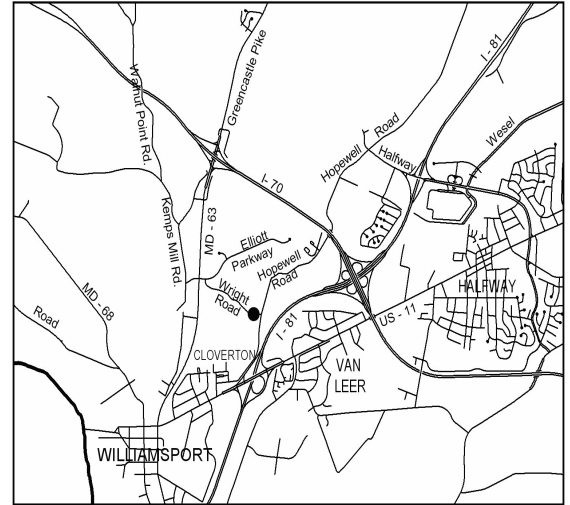 I - 81
Greencastle Pike
Walnut Point Rd.
Wesel
Hopewell Road
Halfway
I-70
Kemps Mill Rd.
MD - 63
Elliott
Parkway
Hopewell
Road
HALFWAY
Wright
Road
MD - 68
Road
I - 81
US - 11
CLOVERTON
VAN
LEER
WILLIAMSPORT